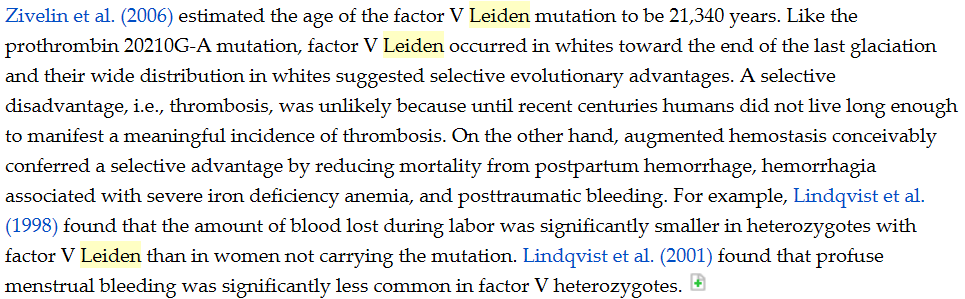 Zivelin et al. (2006) estimated the age of the factor V Leiden mutation to be 21,340 years. Like the
prothrombin 20210G-A mutation, factor V Leiden occurred in whites toward the end of the last glaciation
and their wide distribution in whites suggested selective evolutionary advantages. A selective
disadvantage, i.e., thrombosis, was unlikely because until recent centuries humans did not live long enough
to manifest a meaningful incidence of thrombosis. On the other hand, augmented hemostasis conceivably
conferred a selective advantage by reducing mortality from postpartum hemorrhage, hemorrhagia
associated with severe iron deficiency anemia, and posttraumatic bleeding. For example, Lindqvist et al.
(1998) found that the amount of blood lost during labor was significantly smaller in heterozygotes with
factor V Leiden than in women not carrying the mutation. Lindqvist et al. (2001) found that profuse
menstrual bleeding was significantly less common in factor V heterozygotes.